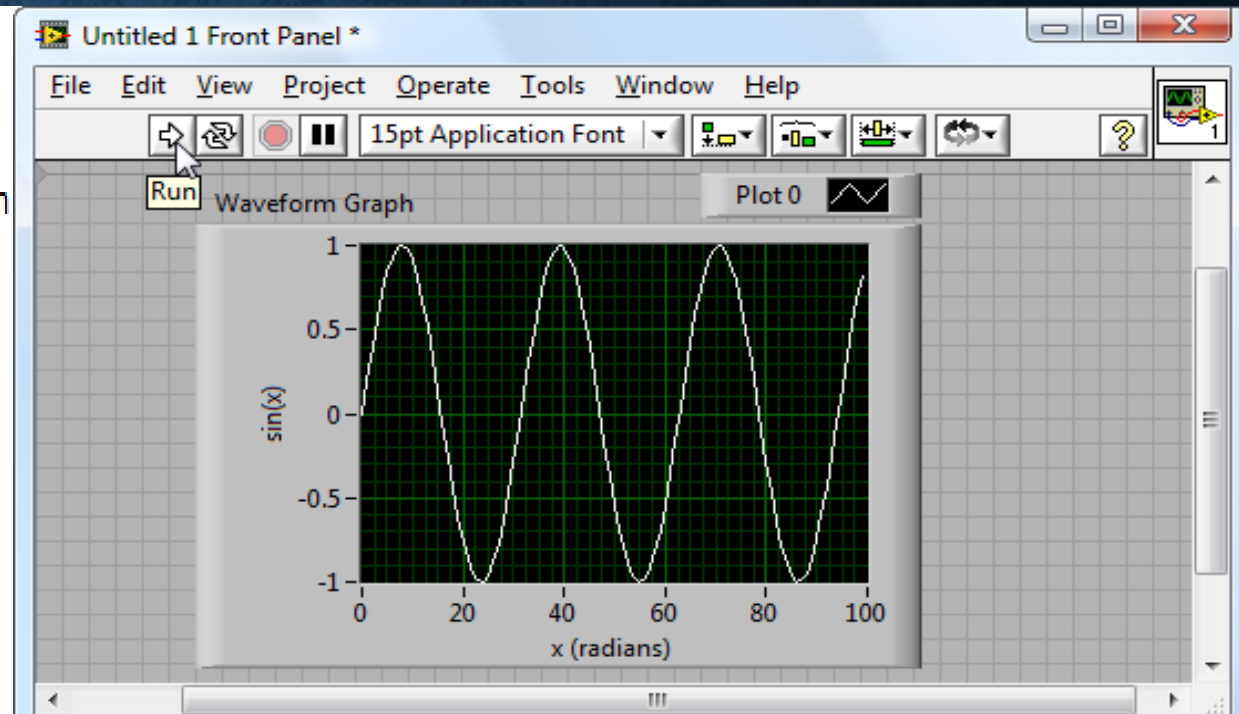 Untitled 1 Front Panel *
File Edit View Project Operate Tools Window Help
15pt Application Font
?
1
Run
Waveform Graph
Plot 0
1
0.5
0
-0.5
-1
sin(x)
0 20 40 60 80 100
x (radians)